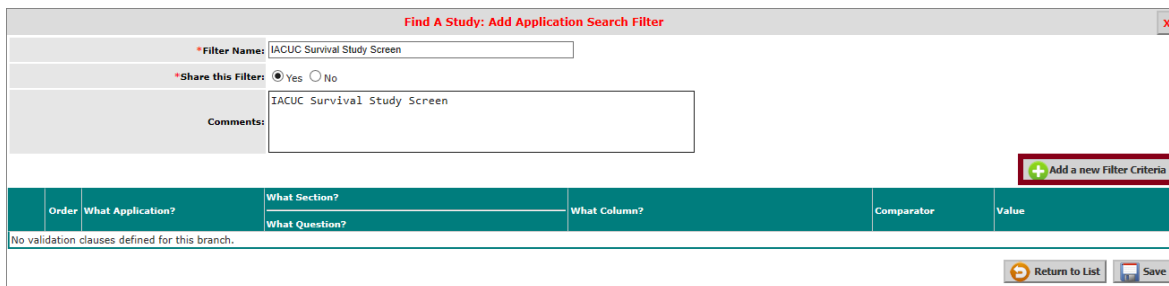 Find A Study: Add Application Search Filter
X
*Filter Name: IACUC Survival Study Screen
*Share this Filter: Yes No
Comments: IACUC Survival Study Screen
Add a new Filter Criteria
Order What Application? What Section? What Question? What Column? Comparator Value
No validation clauses defined for this branch.
Return to List Save